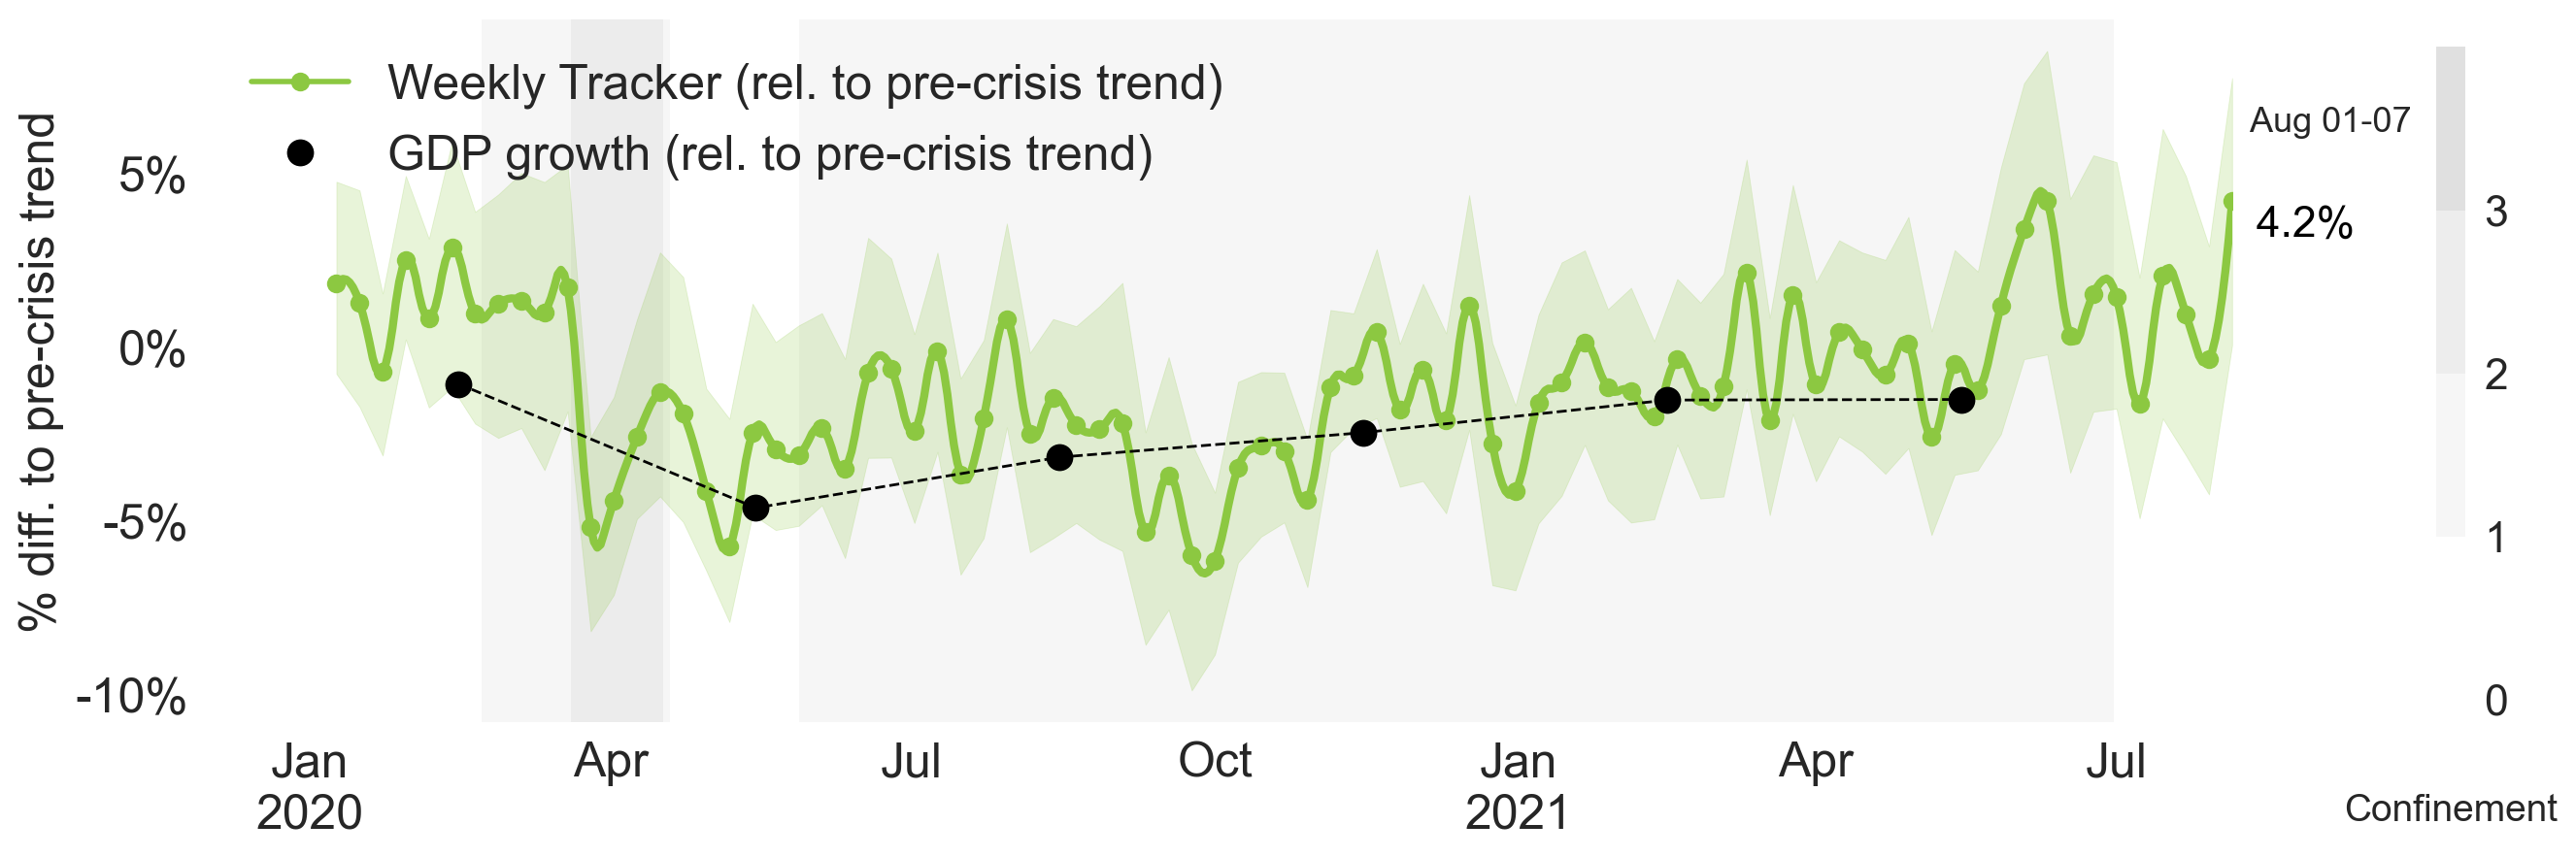 Weekly Tracker (rel. to pre-crisis trend)
GDP growth (rel. to pre-crisis trend)
% diff. to pre-crisis trend
5%
0%
-5%
-10%
Jan
2020
Apr
Jul
Oct
Jan
2021
Apr
Jul
Aug 01-07
4.2%
3
2
1
0
Confinement